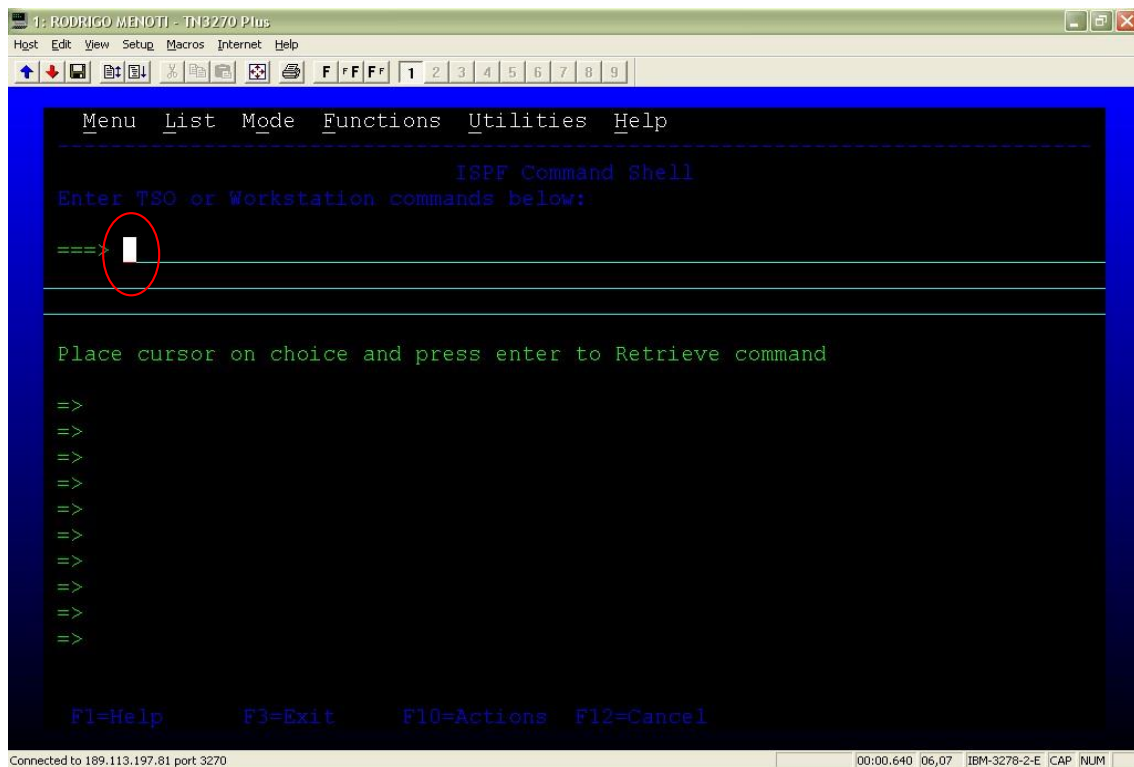 1: RODRIGO MENOTI - TN3270 Plus
Host Edit View Setup Macros Internet Help
F FF FF 1 2 3 4 5 6 7 8 9
Menu List Mode Functions Utilities Help
ISPF Command Shell
Enter TSO or Workstation commands below:
===>
Place cursor on choice and press enter to Retrieve command
=>
=>
=>
=>
=>
=>
=>
=>
=>
=>
F1=Help F3=Exit F10=Actions F12=Cancel
Connected to 189.113.197.81 port 3270 00:00.640 06,07 IBM-3278-2-E CAP NUM